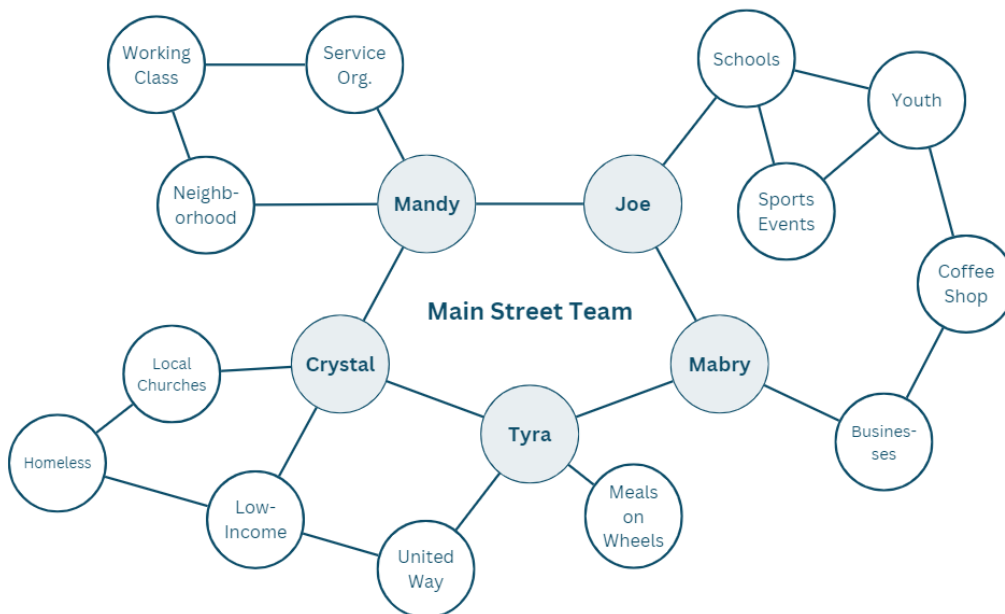 Working
Class
Service
Org.
Schools
Youth
Neighb-
orhood
Mandy
Joe
Sports
Events
Coffee
Shop
Main Street Team
Local
Churches
Crystal
Mabry
Tyra
Busines-
ses
Homeless
Low-
Income
United
Way
Meals
on
Wheels